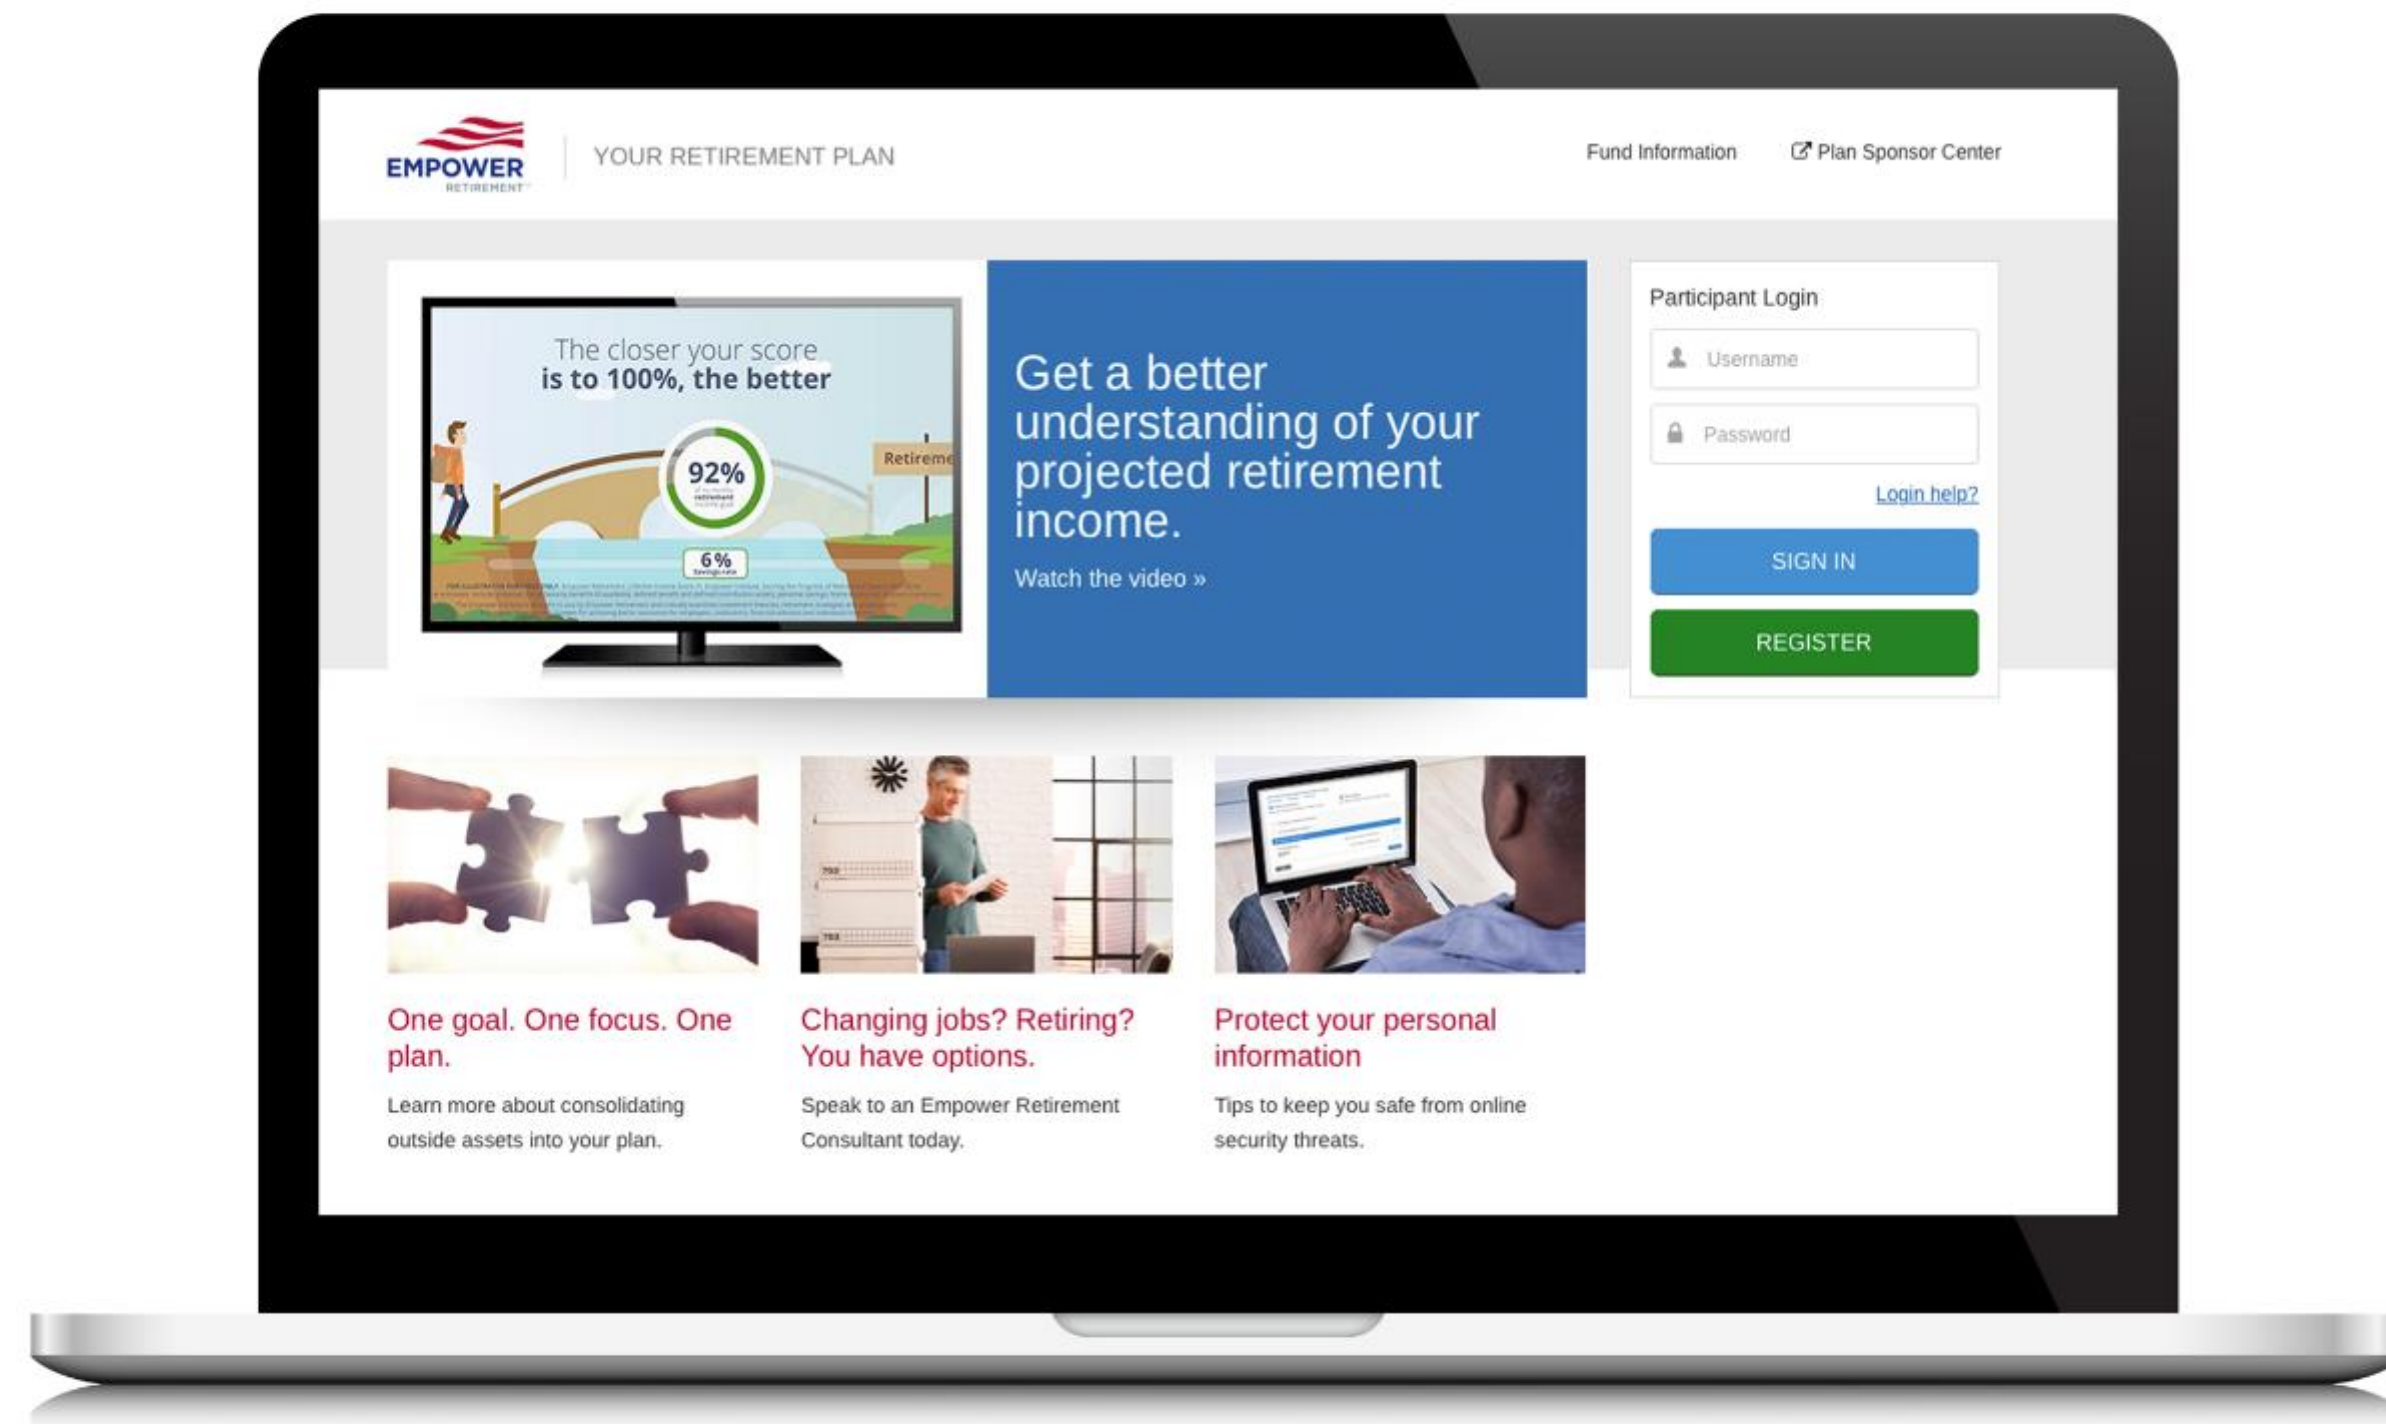 EMPOWER
RETIREMENT
YOUR RETIREMENT PLAN
Fund Information
Plan Sponsor Center
The closer your score
is to 100%, the better
92%
retirement
Retireme
6%
Savings rate
Get a better
understanding of your
projected retirement
income.
Watch the video »
Participant Login
Username
Password
Login help?
SIGN IN
REGISTER
One goal. One focus. One
plan.
Learn more about consolidating
outside assets into your plan.
Changing jobs? Retiring?
You have options.
Speak to an Empower Retirement
Consultant today.
Protect your personal
information
Tips to keep you safe from online
security threats.